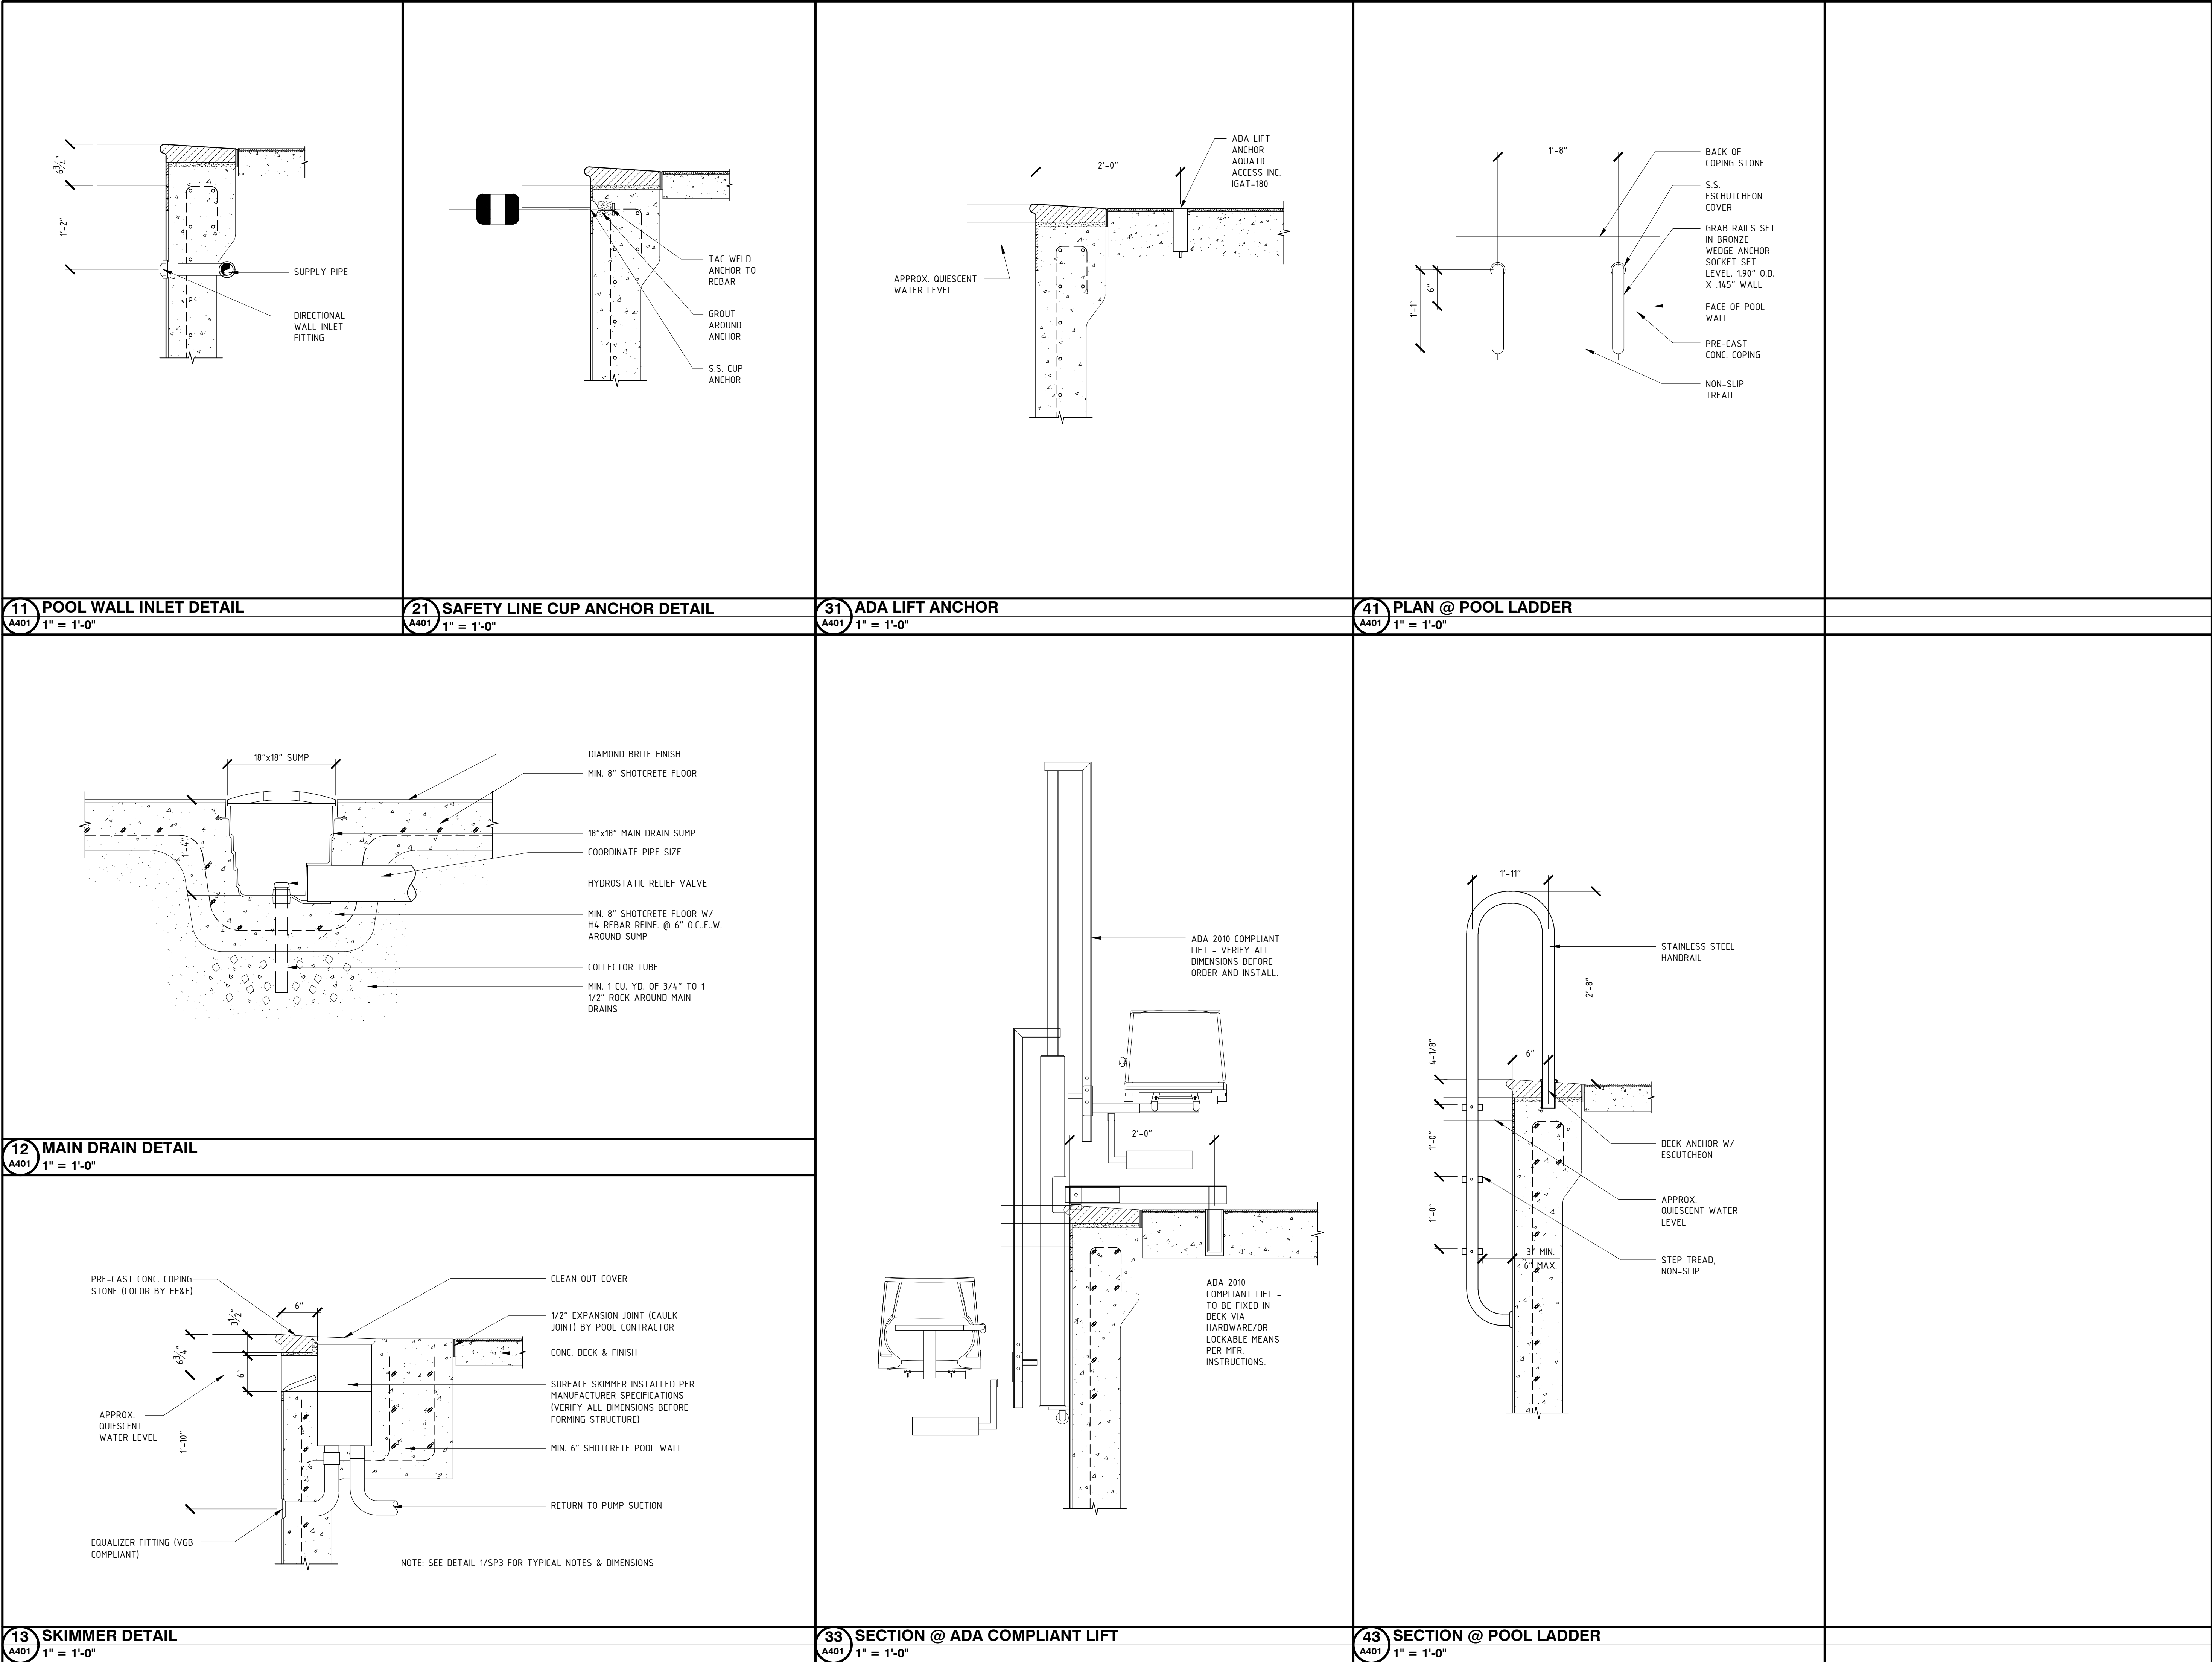 6 3/4"
1'-2"
SUPPLY PIPE
DIRECTIONAL
WALL INLET
FITTING
11
A401
POOL WALL INLET DETAIL
1" = 1'-0"
TAC WELD
ANCHOR TO
REBAR
GROUT
AROUND
ANCHOR
S.S. CUP
ANCHOR
21
A401
SAFETY LINE CUP ANCHOR DETAIL
1" = 1'-0"
2'-0"
ADA LIFT
ANCHOR
AQUATIC
ACCESS INC.
IGAT-180
APPROX. QUIESCENT
WATER LEVEL
31
A401
ADA LIFT ANCHOR
1" = 1'-0"
1'-8"
1'-1"
6"
BACK OF
COPING STONE
S.S.
ESCHUTCHEON
COVER
GRAB RAILS SET
IN BRONZE
WEDGE ANCHOR
SOCKET SET
LEVEL. 1.90" O.D.
X .145" WALL
FACE OF POOL
WALL
PRE-CAST
CONC. COPING
NON-SLIP
TREAD
41
A401
PLAN @ POOL LADDER
1" = 1'-0"
18"x18" SUMP
1'-4"
DIAMOND BRITE FINISH
MIN. 8" SHOTCRETE FLOOR
18"x18" MAIN DRAIN SUMP
COORDINATE PIPE SIZE
HYDROSTATIC RELIEF VALVE
MIN. 8" SHOTCRETE FLOOR W/
#4 REBAR REINF. @ 6" O.C..E..W.
AROUND SUMP
COLLECTOR TUBE
MIN. 1 CU. YD. OF 3/4" TO 1
1/2" ROCK AROUND MAIN
DRAINS
12
A401
MAIN DRAIN DETAIL
1" = 1'-0"
PRE-CAST CONC. COPING
STONE (COLOR BY FF&E)
6"
3 1/2"
6 3/4"
6"
1'-10"
APPROX.
QUIESCENT
WATER LEVEL
EQUALIZER FITTING (VGB
COMPLIANT)
CLEAN OUT COVER
1/2" EXPANSION JOINT (CAULK
JOINT) BY POOL CONTRACTOR
CONC. DECK & FINISH
SURFACE SKIMMER INSTALLED PER
MANUFACTURER SPECIFICATIONS
(VERIFY ALL DIMENSIONS BEFORE
FORMING STRUCTURE)
MIN. 6" SHOTCRETE POOL WALL
RETURN TO PUMP SUCTION
NOTE: SEE DETAIL 1/SP3 FOR TYPICAL NOTES & DIMENSIONS
13
A401
SKIMMER DETAIL
1" = 1'-0"
ADA 2010 COMPLIANT
LIFT - VERIFY ALL
DIMENSIONS BEFORE
ORDER AND INSTALL.
2'-0"
ADA 2010
COMPLIANT LIFT -
TO BE FIXED IN
DECK VIA
HARDWARE/OR
LOCKABLE MEANS
PER MFR.
INSTRUCTIONS.
33
A401
SECTION @ ADA COMPLIANT LIFT
1" = 1'-0"
1'-11"
2'-8"
STAINLESS STEEL
HANDRAIL
4-1/8"
6"
1'-0"
1'-0"
DECK ANCHOR W/
ESCUTCHEON
APPROX.
QUIESCENT WATER
LEVEL
3" MIN.
6" MAX.
STEP TREAD,
NON-SLIP
43
A401
SECTION @ POOL LADDER
1" = 1'-0"